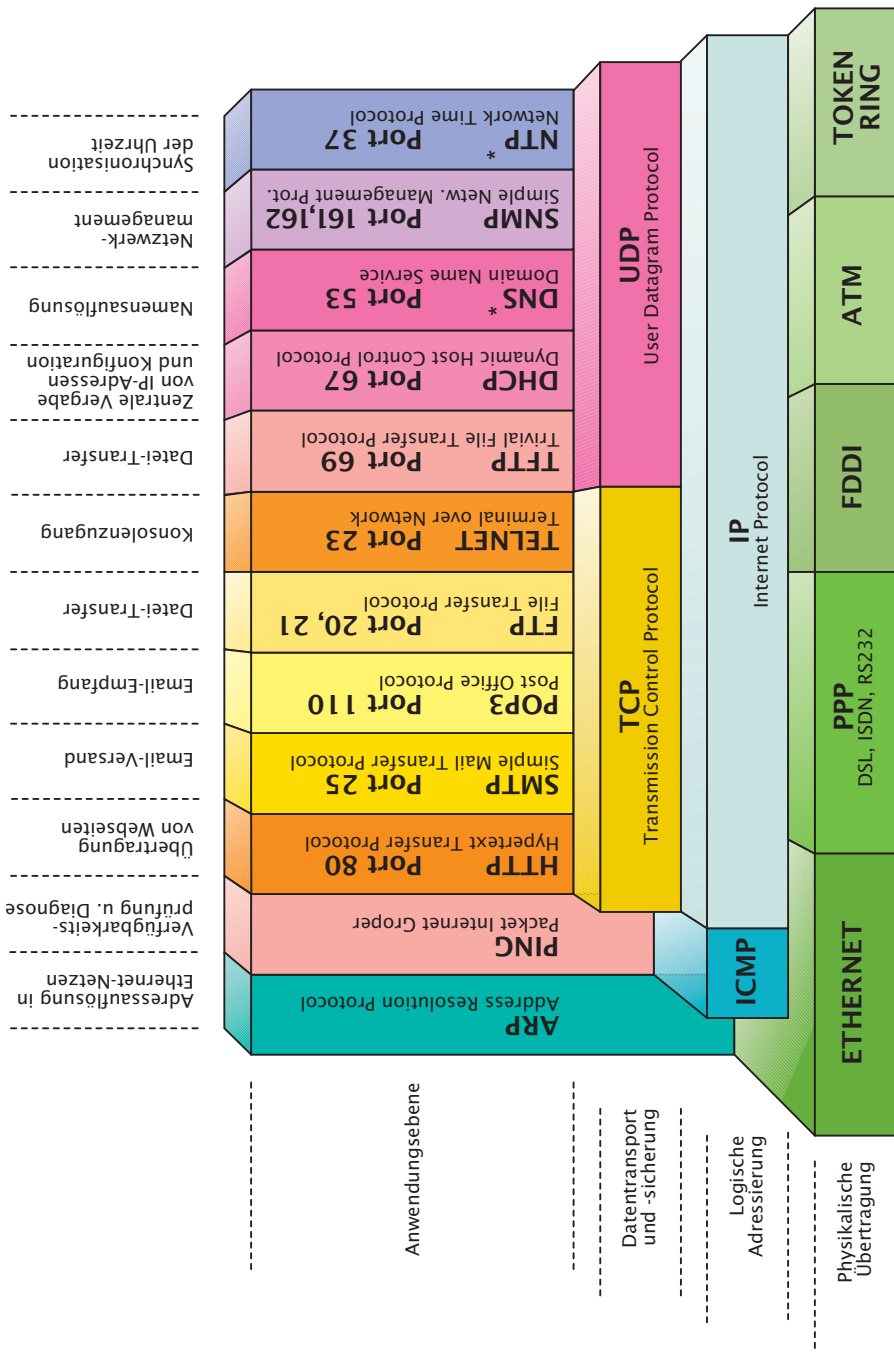 Synchronisation
der Uhrzeit
Netzwerk-
management
Namensauflösung
Zentrale Vergabe
von IP-Adressen
und Konfiguration
Datei-Transfer
Konsolenzugang
Datei-Transfer
Email-Empfang
Email-Versand
Übertragung
von Webseiten
Verfügbarkeits-
prüfung u. Diagnose
Adressauflösung in
Ethernet-Netzen
NTP* Port 37
Network Time Protocol
SNMP Port 161,162
Simple Netw. Management Prot.
DNS* Port 53
Domain Name Service
DHCP Port 67
Dynamic Host Control Protocol
TFTP Port 69
Trivial File Transfer Protocol
TELNET Port 23
Terminal over Network
FTP Port 20, 21
File Transfer Protocol
POP3 Port 110
Post Office Protocol
SMTP Port 25
Simple Mail Transfer Protocol
HTTP Port 80
Hypertext Transfer Protocol
PING
Packet Internet Groper
ARP
Address Resolution Protocol
Anwendungsebene
UDP
User Datagram Protocol
TCP
Transmission Control Protocol
Datentransport
und -sicherung
IP
Internet Protocol
ICMP
Logische
Adressierung
TOKEN
RING
ATM
FDDI
PPP
DSL, ISDN, RS232
ETHERNET
Physikalische
Übertragung